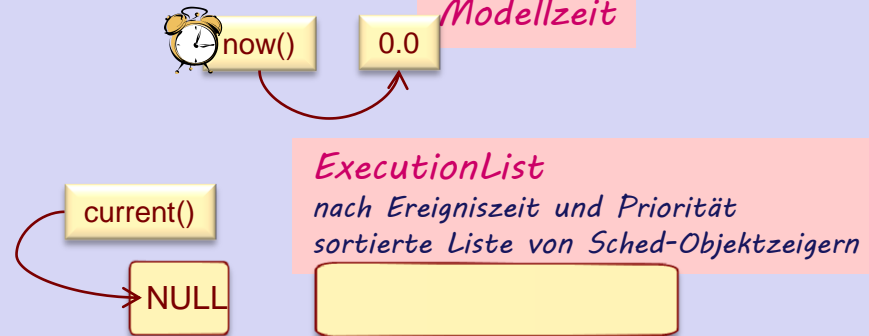 Modellzeit
now()
0.0
ExecutionList
nach Ereigniszeit und Priorität
sortierte Liste von Sched-Objektzeigern
current()
NULL